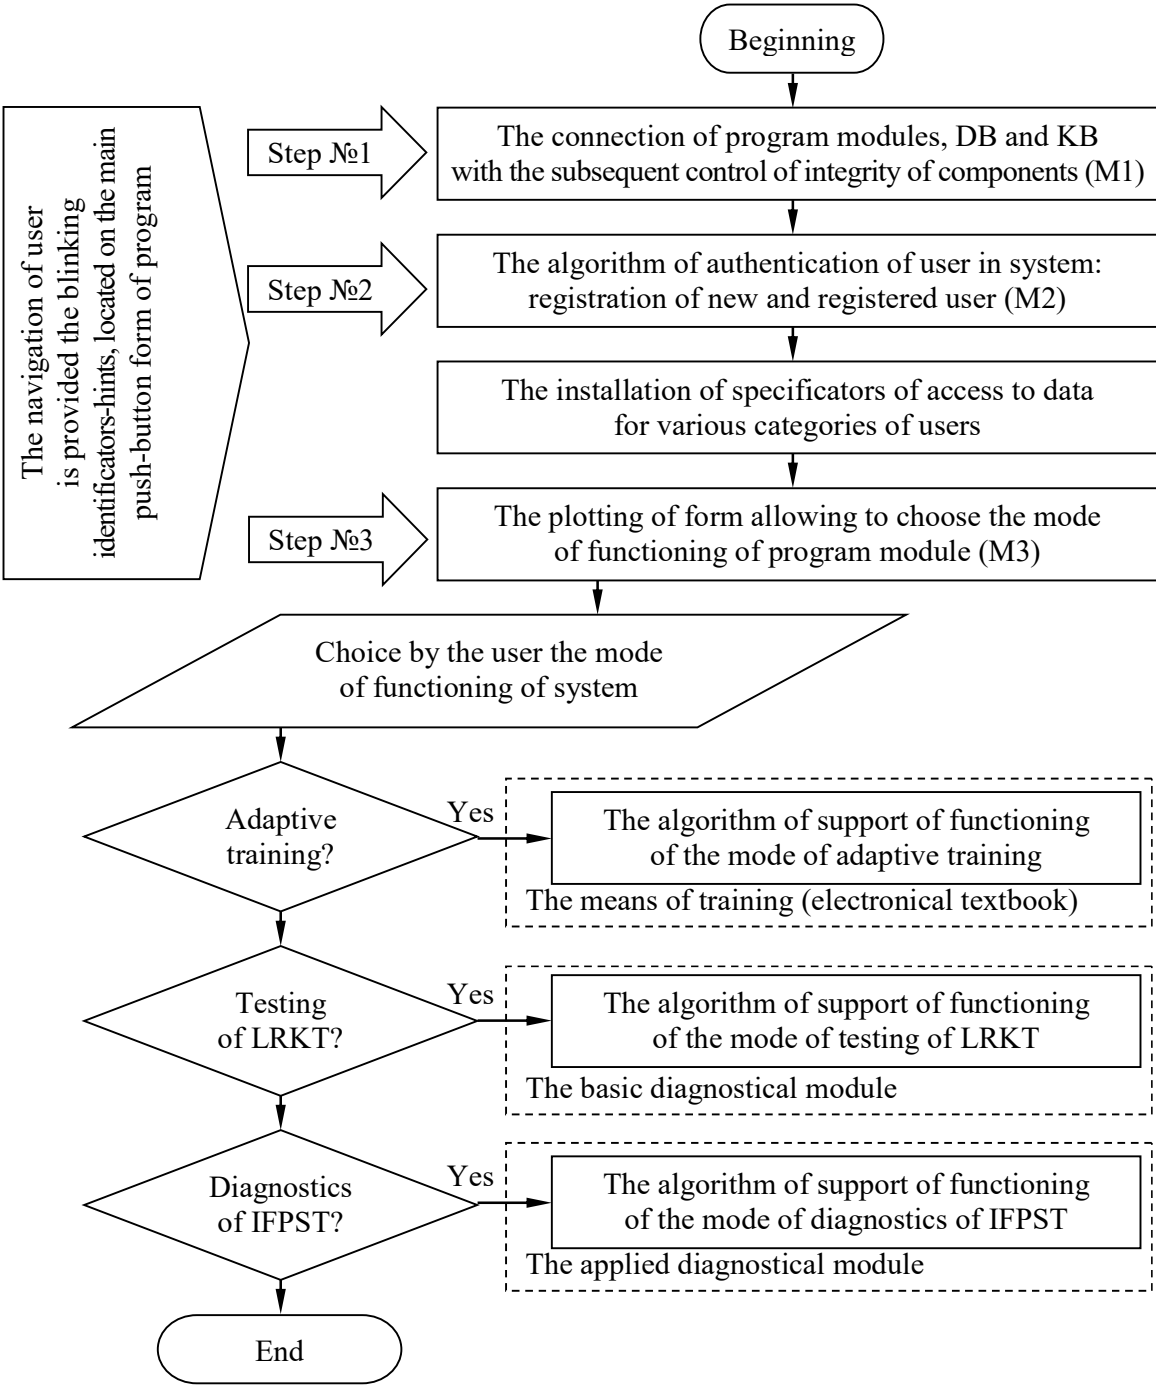 Beginning
The navigation of user
is provided the blinking
identificators-hints, located on the main
push-button form of program
Step №1
The connection of program modules, DB and KB
with the subsequent control of integrity of components (M1)
Step №2
The algorithm of authentication of user in system:
registration of new and registered user (M2)
The installation of specificators of access to data
for various categories of users
Step №3
The plotting of form allowing to choose the mode
of functioning of program module (M3)
Choice by the user the mode
of functioning of system
Adaptive
training?
Yes
The algorithm of support of functioning
of the mode of adaptive training
The means of training (electronical textbook)
Testing
of LRKT?
Yes
The algorithm of support of functioning
of the mode of testing of LRKT
The basic diagnostical module
Diagnostics
of IFPST?
Yes
The algorithm of support of functioning
of the mode of diagnostics of IFPST
The applied diagnostical module
End